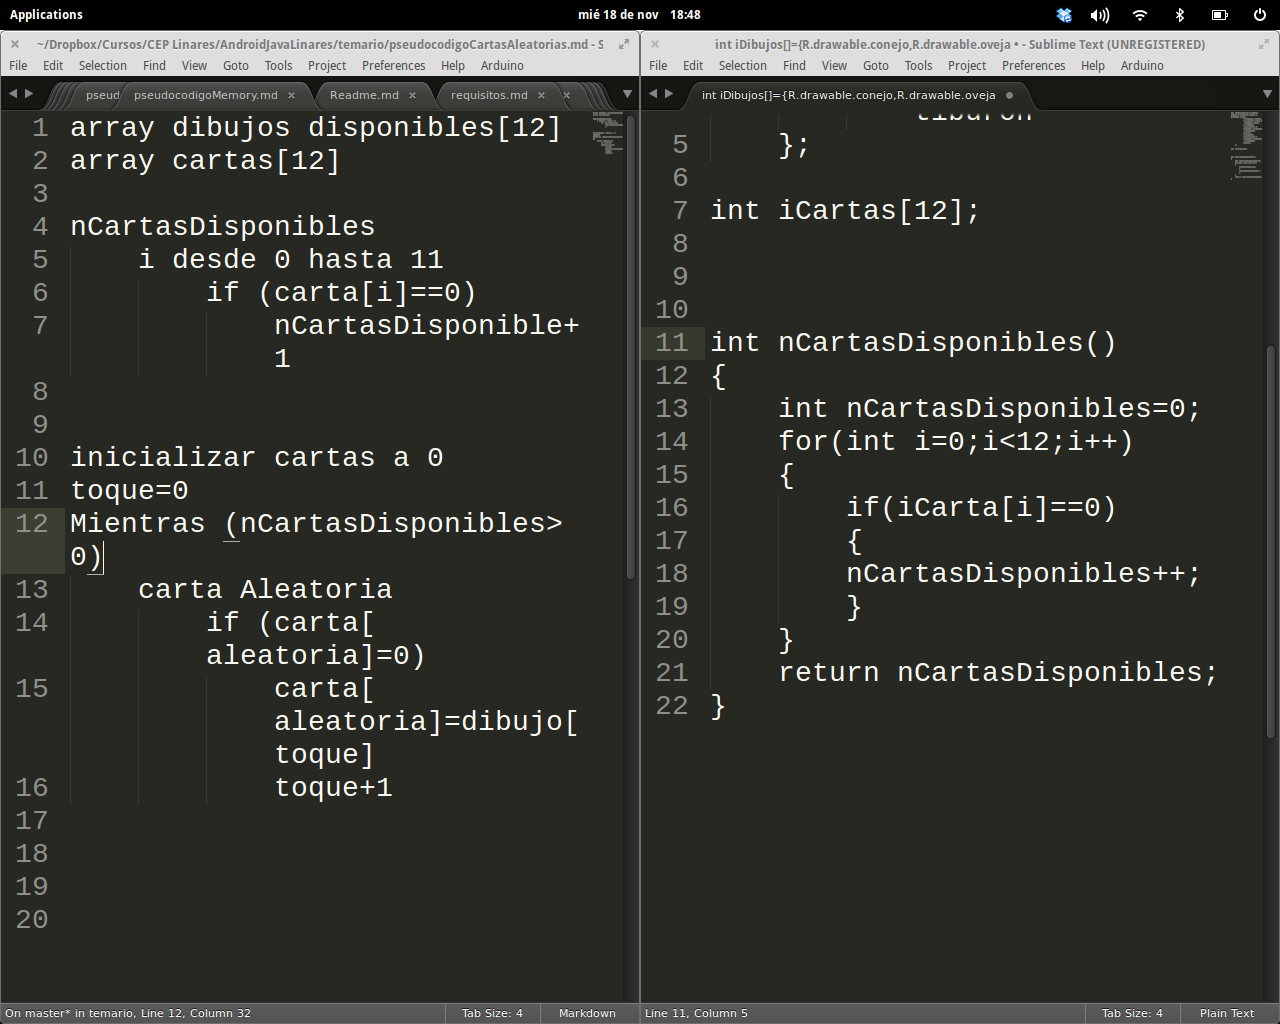 Applications
mié 18 de nov 18:48
~/Dropbox/Cursos/CEP Linares/AndroidJavaLinares/temario/pseudocodigoCartasAleatorias.md - S
File Edit Selection Find View Goto Tools Project Preferences Help Arduino
pseud pseudocodigoMemory.md Readme.md requisitos.md
1 array dibujos disponibles[12]
2 array cartas[12]
3
4 nCartasDisponibles
5 i desde 0 hasta 11
6 if (carta[i]==0)
7 nCartasDisponible+
1
8
9
10 inicializar cartas a 0
11 toque=0
12 Mientras (nCartasDisponibles>
0)
13 carta Aleatoria
14 if (carta[
aleatoria]=0)
15 carta[
aleatoria]=dibujo[
toque]
16 toque+1
17
18
19
20
On master* in temario, Line 12, Column 32 Tab Size: 4 Markdown
int iDibujos[]={R.drawable.conejo,R.drawable.oveja • - Sublime Text (UNREGISTERED)
File Edit Selection Find View Goto Tools Project Preferences Help Arduino
int iDibujos[]={R.drawable.conejo,R.drawable.oveja
tiburon
5 };
6
7 int iCartas[12];
8
9
10
11 int nCartasDisponibles()
12 {
13 int nCartasDisponibles=0;
14 for(int i=0;i<12;i++)
15 {
16 if(iCarta[i]==0)
17 {
18 nCartasDisponibles++;
19 }
20 }
21 return nCartasDisponibles;
22 }
Line 11, Column 5 Tab Size: 4 Plain Text